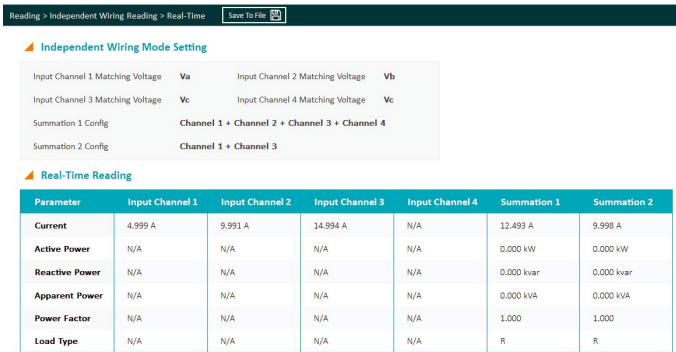 Reading > Independent Wiring Reading > Real-Time Save To File
Independent Wiring Mode Setting
Input Channel 1 Matching Voltage Va Input Channel 2 Matching Voltage Vb
Input Channel 3 Matching Voltage Vc Input Channel 4 Matching Voltage Vc
Summation 1 Config Channel 1 + Channel 2 + Channel 3 + Channel 4
Summation 2 Config Channel 1 + Channel 3
Real-Time Reading
Parameter Input Channel 1 Input Channel 2 Input Channel 3 Input Channel 4 Summation 1 Summation 2
Current 4.999 A 9.991 A 14.994 A N/A 12.493 A 9.998 A
Active Power N/A N/A N/A N/A 0.000 kW 0.000 kW
Reactive Power N/A N/A N/A N/A 0.000 kvar 0.000 kvar
Apparent Power N/A N/A N/A N/A 0.000 kVA 0.000 kVA
Power Factor N/A N/A N/A N/A 1.000 1.000
Load Type N/A N/A N/A N/A R R